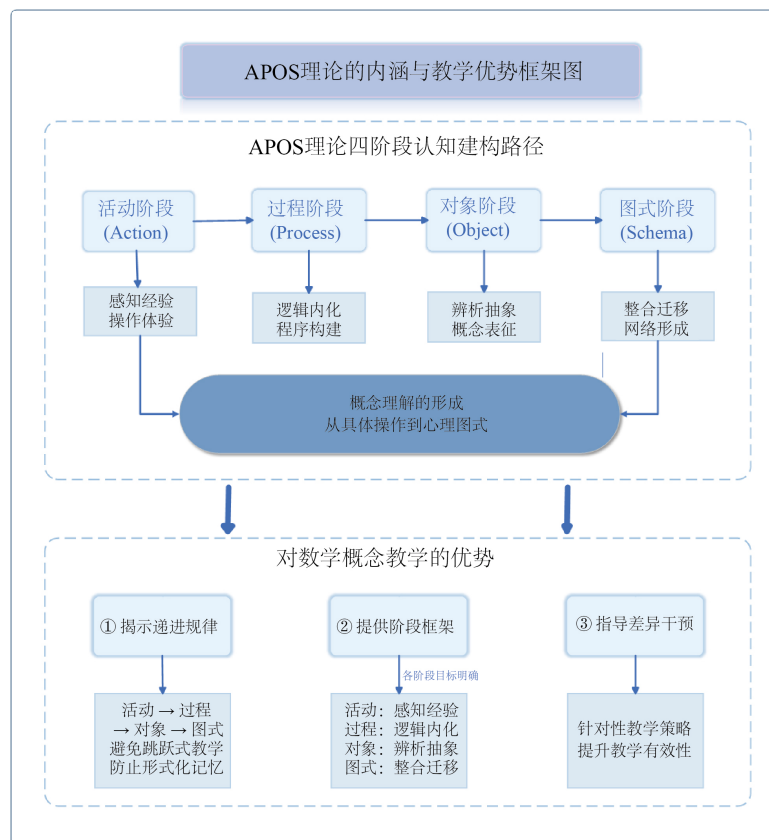 APOS理论的内涵与教学优势框架图
APOS理论四阶段认知建构路径
活动阶段
(Action)
过程阶段
(Process)
对象阶段
(Object)
图式阶段
(Schema)
感知经验
操作体验
逻辑内化
程序构建
辨析抽象
概念表征
整合迁移
网络形成
概念理解的形成
从具体操作到心理图式
对数学概念教学的优势
① 揭示递进规律
② 提供阶段框架
③ 指导差异干预
各阶段目标明确
活动 → 过程
→ 对象 → 图式
避免跳跃式教学
防止形式化记忆
活动：感知经验
过程：逻辑内化
对象：辨析抽象
图式：整合迁移
针对性教学策略
提升教学有效性